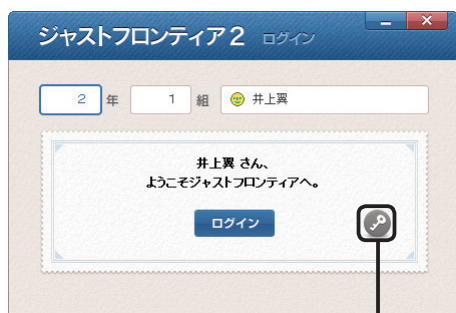 ジャストフロンティア2 ログイン
2 年 1 組 井上翼
井上翼 さん、
ようこそジャストフロンティアへ。
ログイン